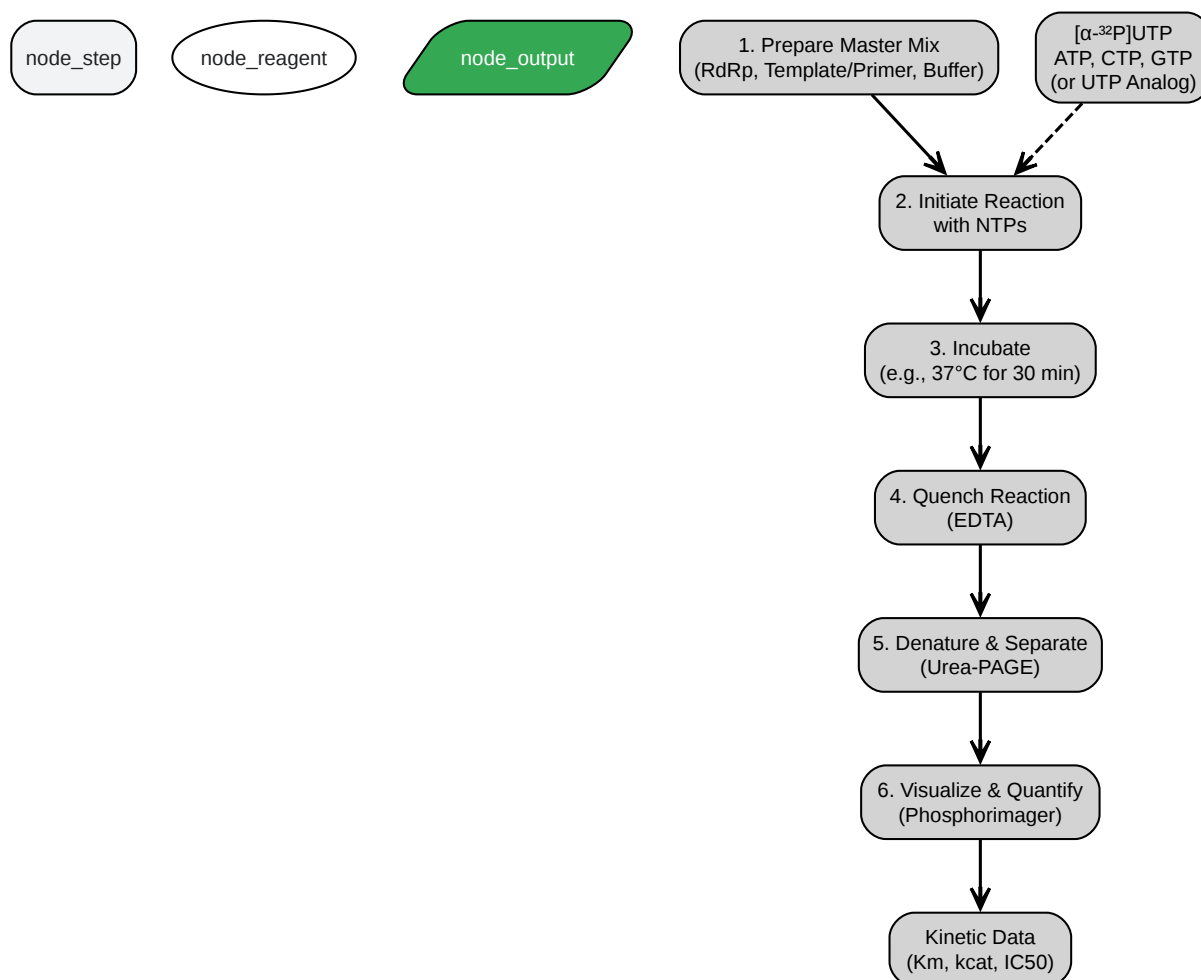 node_step
node_reagent
node_output
1. Prepare Master Mix
(RdRp, Template/Primer, Buffer)
[α-³²P]UTP
ATP, CTP, GTP
(or UTP Analog)
2. Initiate Reaction
with NTPs
3. Incubate
(e.g., 37°C for 30 min)
4. Quench Reaction
(EDTA)
5. Denature & Separate
(Urea-PAGE)
6. Visualize & Quantify
(Phosphorimager)
Kinetic Data
(Km, kcat, IC50)